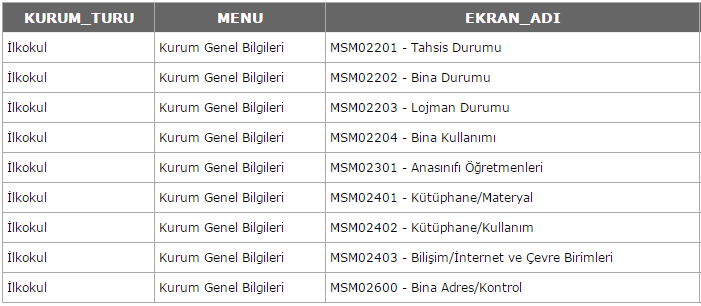 KURUM_TURU MENU EKRAN_ADI
İlkokul Kurum Genel Bilgileri MSM02201 - Tahsis Durumu
İlkokul Kurum Genel Bilgileri MSM02202 - Bina Durumu
İlkokul Kurum Genel Bilgileri MSM02203 - Lojman Durumu
İlkokul Kurum Genel Bilgileri MSM02204 - Bina Kullanımı
İlkokul Kurum Genel Bilgileri MSM02301 - Anasınıfı Öğretmenleri
İlkokul Kurum Genel Bilgileri MSM02401 - Kütüphane/Materyal
İlkokul Kurum Genel Bilgileri MSM02402 - Kütüphane/Kullanım
İlkokul Kurum Genel Bilgileri MSM02403 - Bilişim/İnternet ve Çevre Birimleri
İlkokul Kurum Genel Bilgileri MSM02600 - Bina Adres/Kontrol